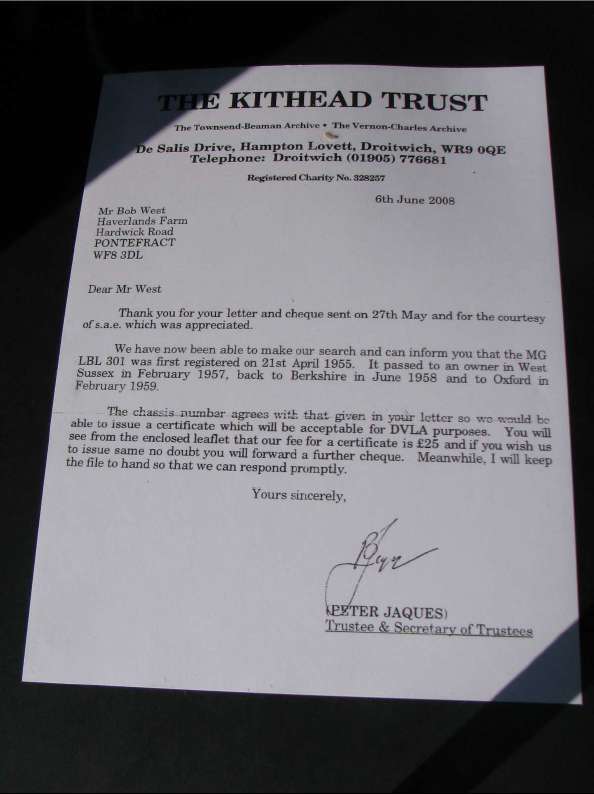 THE KITHEAD TRUST
The Townsend-Beaman Archive • The Vernon-Charles Archive
De Salis Drive, Hampton Lovett, Droitwich, WR9 0QE
Telephone: Droitwich (01905) 776681
Registered Charity No. 328257
6th June 2008
Mr Bob West
Haverlands Farm
Hardwick Road
PONTEFRACT
WF8 3DL
Dear Mr West
Thank you for your letter and cheque sent on 27th May and for the courtesy
of s.a.e. which was appreciated.
We have now been able to make our search and can inform you that the MG
LBL 301 was first registered on 21st April 1955. It passed to an owner in West
Sussex in February 1957, back to Berkshire in June 1958 and to Oxford in
February 1959.
The chassis number agrees with that given in your letter so we would be
able to issue a certificate which will be acceptable for DVLA purposes. You will
see from the enclosed leaflet that our fee for a certificate is £25 and if you wish us
to issue same no doubt you will forward a further cheque. Meanwhile, I will keep
the file to hand so that we can respond promptly.
Yours sincerely,
(PETER JAQUES)
Trustee & Secretary of Trustees